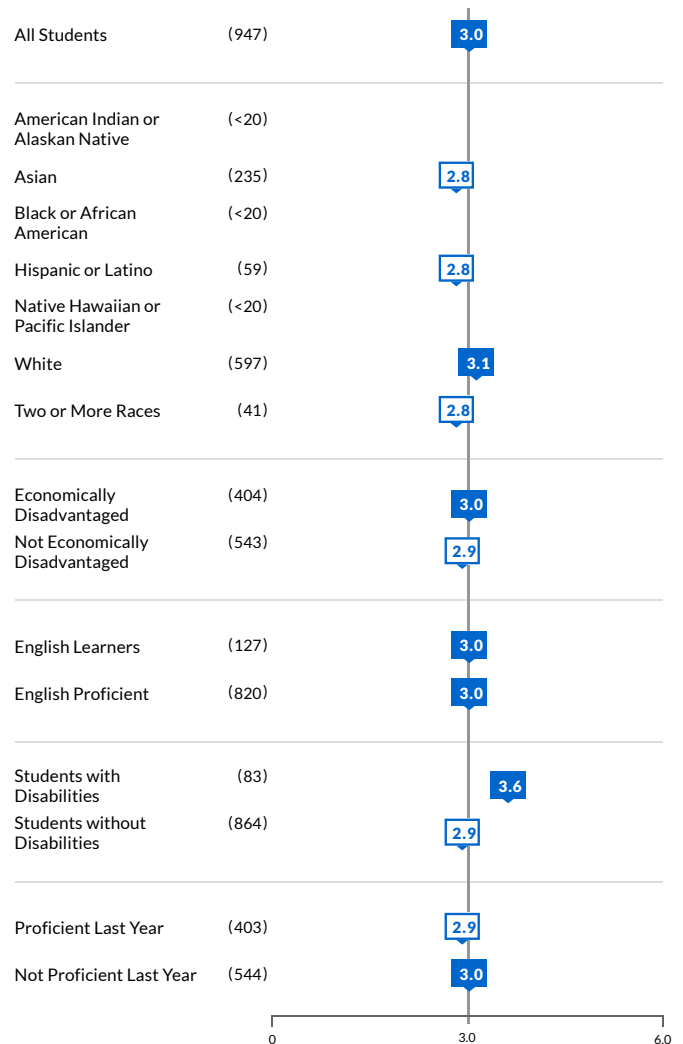 All Students (947) 3.0
American Indian or (<20)
Alaskan Native
Asian (235) 2.8
Black or African (<20)
American
Hispanic or Latino (59) 2.8
Native Hawaiian or (<20)
Pacific Islander
White (597) 3.1
Two or More Races (41) 2.8
Economically (404) 3.0
Disadvantaged
Not Economically (543) 2.9
Disadvantaged
English Learners (127) 3.0
English Proficient (820) 3.0
Students with (83) 3.6
Disabilities
Students without (864) 2.9
Disabilities
Proficient Last Year (403) 2.9
Not Proficient Last Year (544) 3.0
0 3.0 6.0